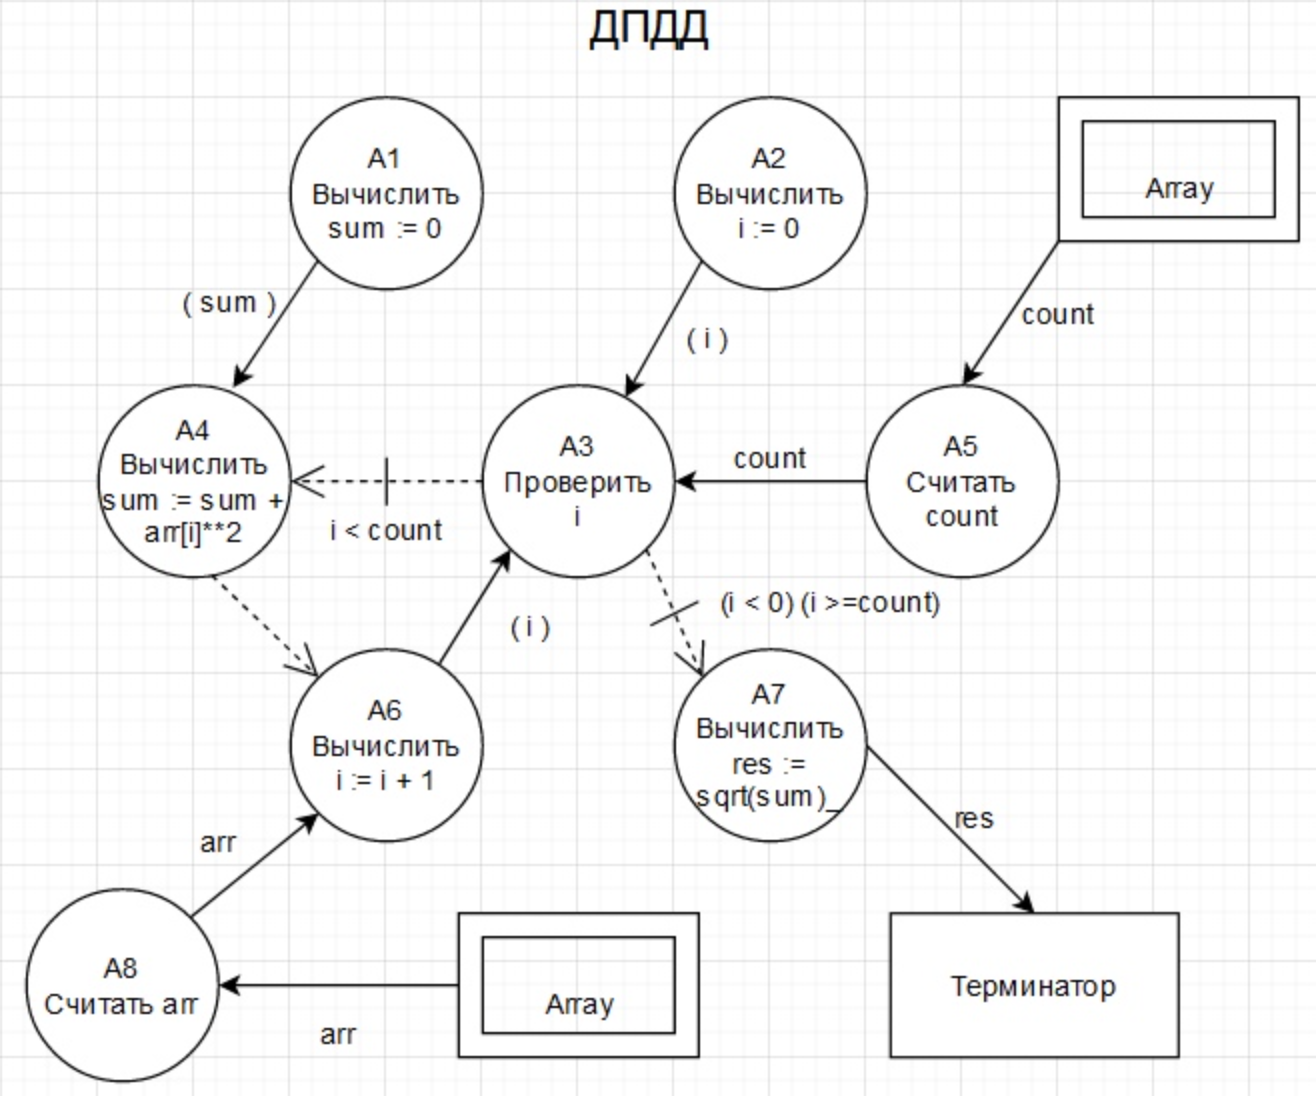 ДПДД
A1
Вычислить
sum := 0
A2
Вычислить
i := 0
Array
( sum )
( i )
count
A4
Вычислить
sum := sum +
arr[i]**2
i < count
A3
Проверить
i
count
A5
Считать
count
( i )
(i < 0) (i >=count)
A6
Вычислить
i := i + 1
A7
Вычислить
res :=
sqrt(sum)_
arr
res
A8
Считать arr
arr
Array
Терминатор